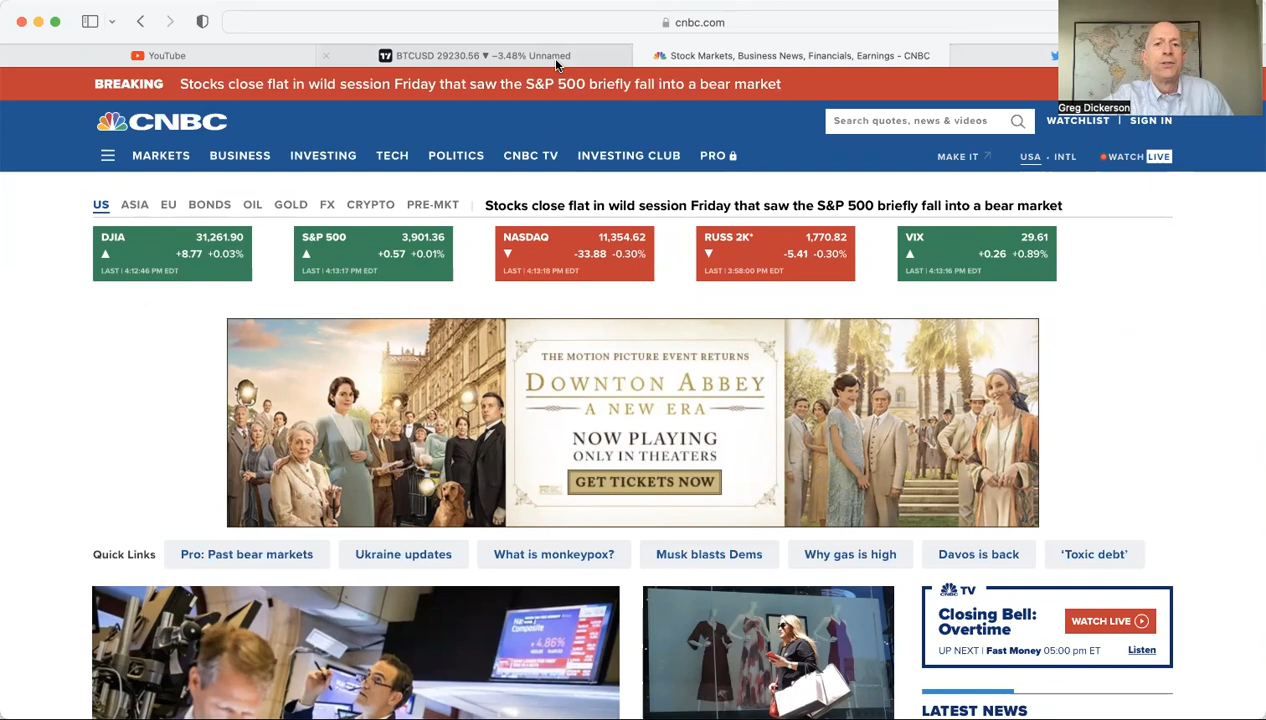 cnbc.com
YouTube
BTCUSD 29230.56 ▼ −3.48% Unnamed
Stock Markets, Business News, Financials, Earnings - CNBC
Greg Dickerson
BREAKING Stocks close flat in wild session Friday that saw the S&P 500 briefly fall into a bear market
CNBC
Search quotes, news & videos
WATCHLIST | SIGN IN
MARKETS BUSINESS INVESTING TECH POLITICS CNBC TV INVESTING CLUB PRO
MAKE IT USA • INTL WATCH LIVE
US ASIA EU BONDS OIL GOLD FX CRYPTO PRE-MKT
Stocks close flat in wild session Friday that saw the S&P 500 briefly fall into a bear market
DJIA 31,261.90
▲ +8.77 +0.03%
LAST | 4:12:46 PM EDT
S&P 500 3,901.36
▲ +0.57 +0.01%
LAST | 4:13:17 PM EDT
NASDAQ 11,354.62
▼ -33.88 -0.30%
LAST | 4:13:18 PM EDT
RUSS 2K* 1,770.82
▼ -5.41 -0.30%
LAST | 3:58:00 PM EDT
VIX 29.61
▲ +0.26 +0.89%
LAST | 4:13:16 PM EDT
THE MOTION PICTURE EVENT RETURNS
DOWNTON ABBEY
A NEW ERA
NOW PLAYING
ONLY IN THEATERS
GET TICKETS NOW
Quick Links
Pro: Past bear markets
Ukraine updates
What is monkeypox?
Musk blasts Dems
Why gas is high
Davos is back
‘Toxic debt’
Composite
4.86%
TV
Closing Bell:
Overtime
WATCH LIVE
UP NEXT | Fast Money 05:00 pm ET
Listen
LATEST NEWS